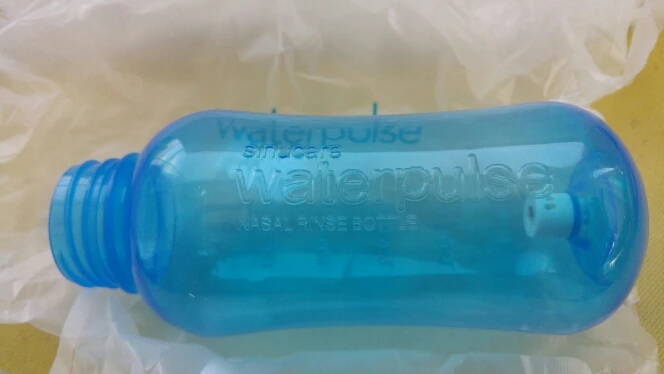 waterpulse
sinucare
waterpulse
NASAL RINSE BOTTLE